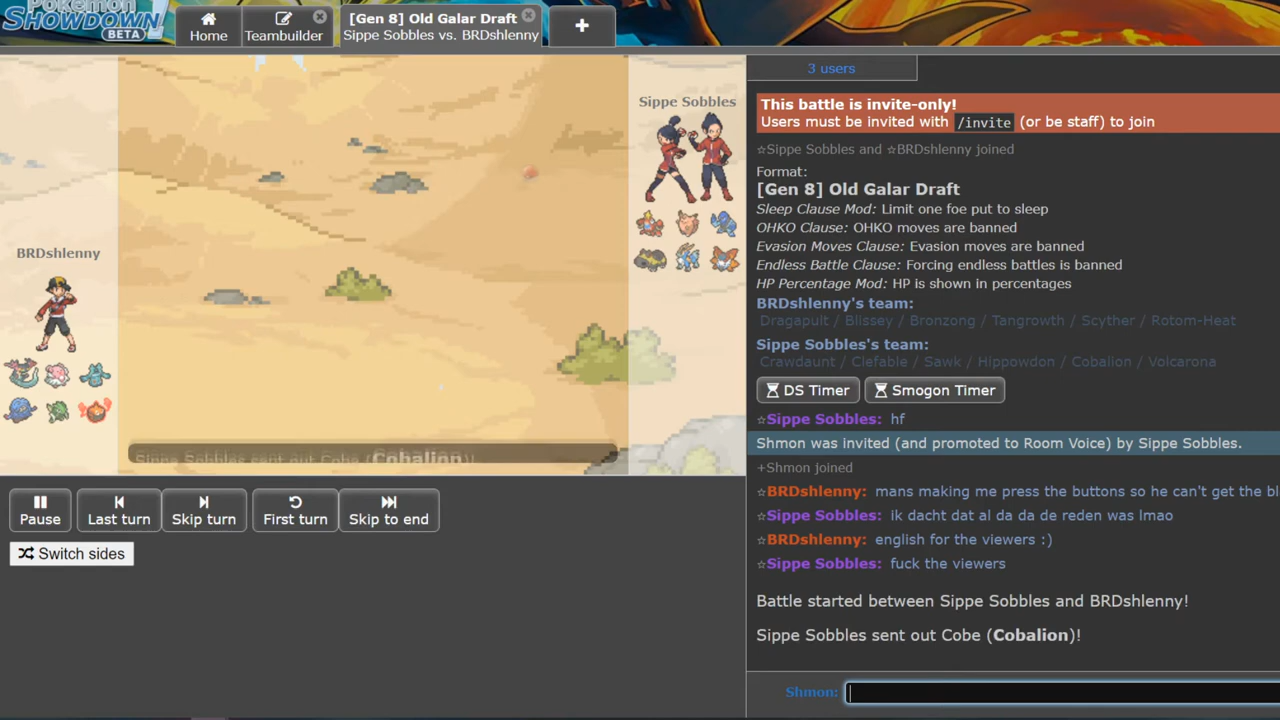 Pokémon
SHOWDOWN
BETA
Home
Teambuilder
[Gen 8] Old Galar Draft
Sippe Sobbles vs. BRDshlenny
+
3 users
BRDshlenny
Sippe Sobbles
Sippe Sobbles sent out Cobe (Cobalion)!
Pause
Last turn
Skip turn
First turn
Skip to end
Switch sides
This battle is invite-only!
Users must be invited with /invite (or be staff) to join
☆Sippe Sobbles and ☆BRDshlenny joined
Format:
[Gen 8] Old Galar Draft
Sleep Clause Mod: Limit one foe put to sleep
OHKO Clause: OHKO moves are banned
Evasion Moves Clause: Evasion moves are banned
Endless Battle Clause: Forcing endless battles is banned
HP Percentage Mod: HP is shown in percentages
BRDshlenny's team:
Dragapult / Blissey / Bronzong / Tangrowth / Scyther / Rotom-Heat
Sippe Sobbles's team:
Crawdaunt / Clefable / Sawk / Hippowdon / Cobalion / Volcarona
DS Timer
Smogon Timer
☆Sippe Sobbles: hf
Shmon was invited (and promoted to Room Voice) by Sippe Sobbles.
+Shmon joined
☆BRDshlenny: mans making me press the buttons so he can't get the bl
☆Sippe Sobbles: ik dacht dat al da da de reden was lmao
☆BRDshlenny: english for the viewers :)
☆Sippe Sobbles: fuck the viewers
Battle started between Sippe Sobbles and BRDshlenny!
Sippe Sobbles sent out Cobe (Cobalion)!
Shmon: